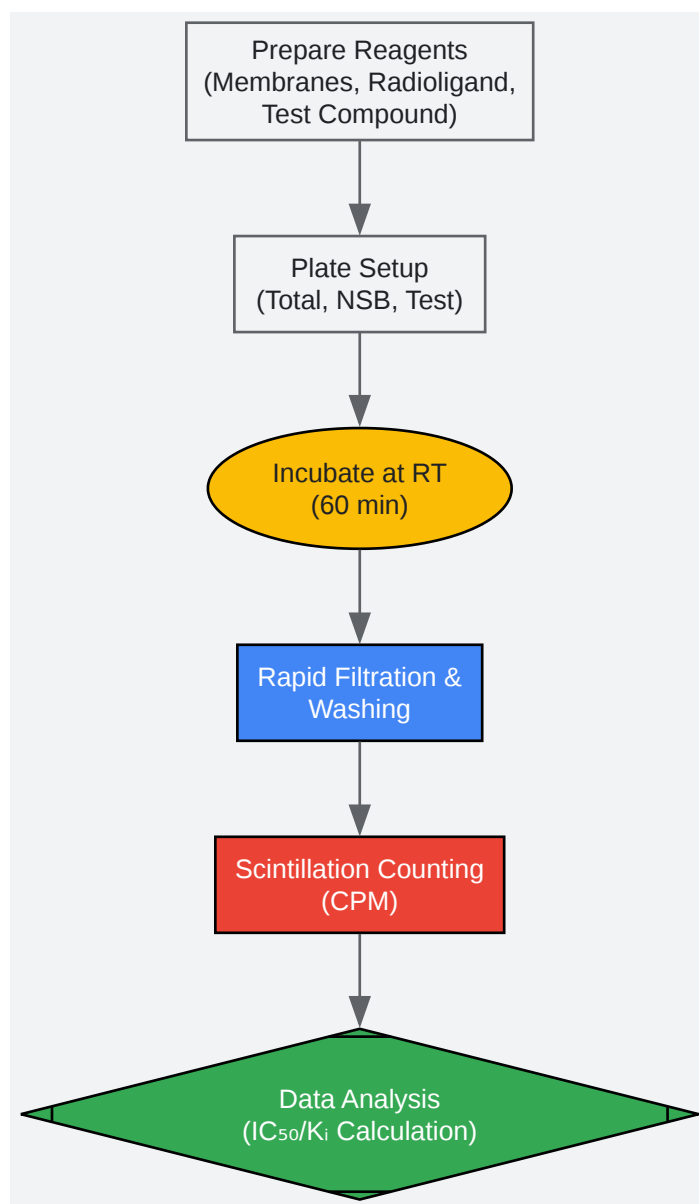 Prepare Reagents
(Membranes, Radioligand,
Test Compound)
Plate Setup
(Total, NSB, Test)
Incubate at RT
(60 min)
Rapid Filtration &
Washing
Scintillation Counting
(CPM)
Data Analysis
(IC₅₀/Kᵢ Calculation)